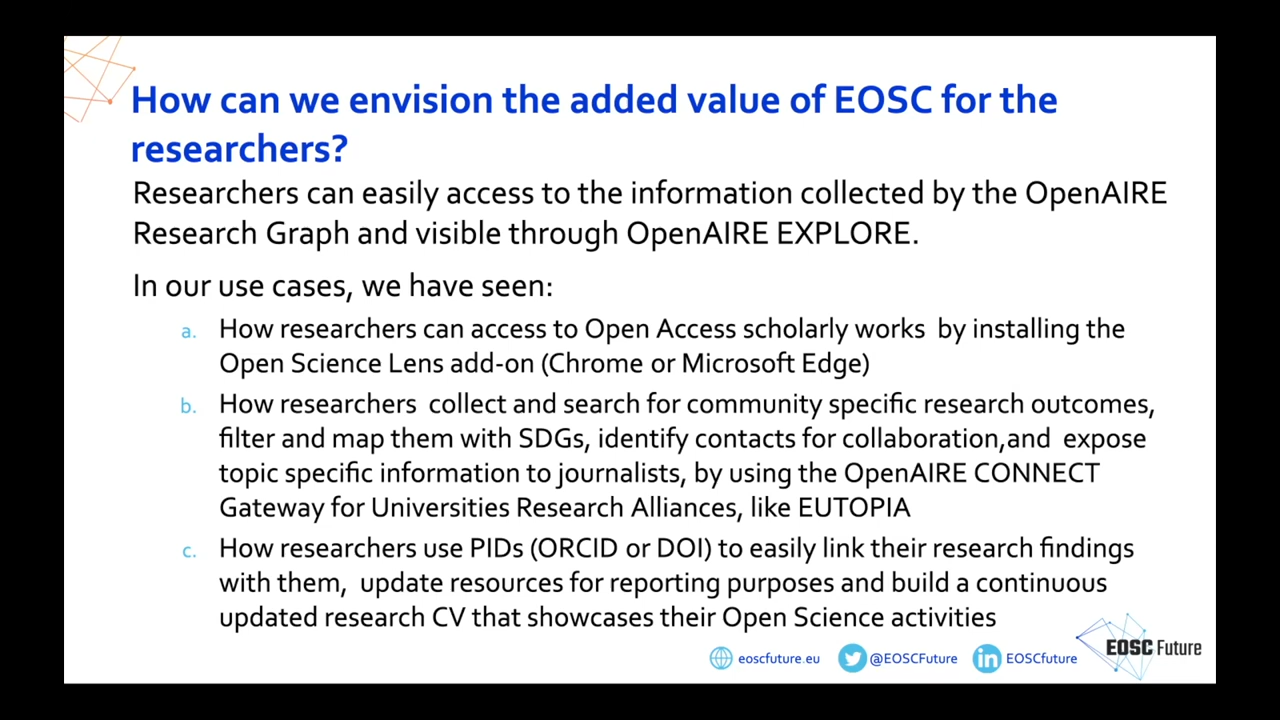 How can we envision the added value of EOSC for the
researchers?
Researchers can easily access to the information collected by the OpenAIRE
Research Graph and visible through OpenAIRE EXPLORE.
In our use cases, we have seen:
a. How researchers can access to Open Access scholarly works by installing the
Open Science Lens add-on (Chrome or Microsoft Edge)
b. How researchers collect and search for community specific research outcomes,
filter and map them with SDGs, identify contacts for collaboration,and expose
topic specific information to journalists, by using the OpenAIRE CONNECT
Gateway for Universities Research Alliances, like EUTOPIA
c. How researchers use PIDs (ORCID or DOI) to easily link their research findings
with them, update resources for reporting purposes and build a continuous
updated research CV that showcases their Open Science activities
eoscfuture.eu @EOSCFuture in EOSCfuture EOSC Future